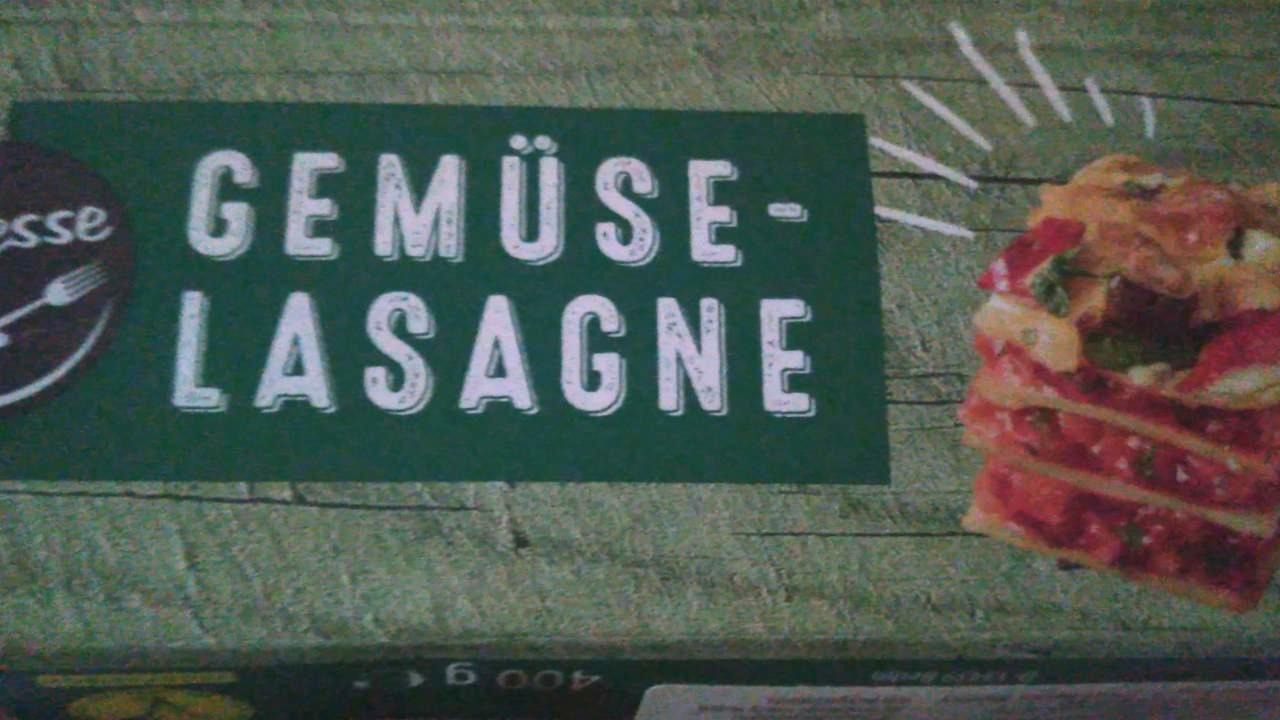 esse
GEMÜSE-
LASAGNE
400 g e